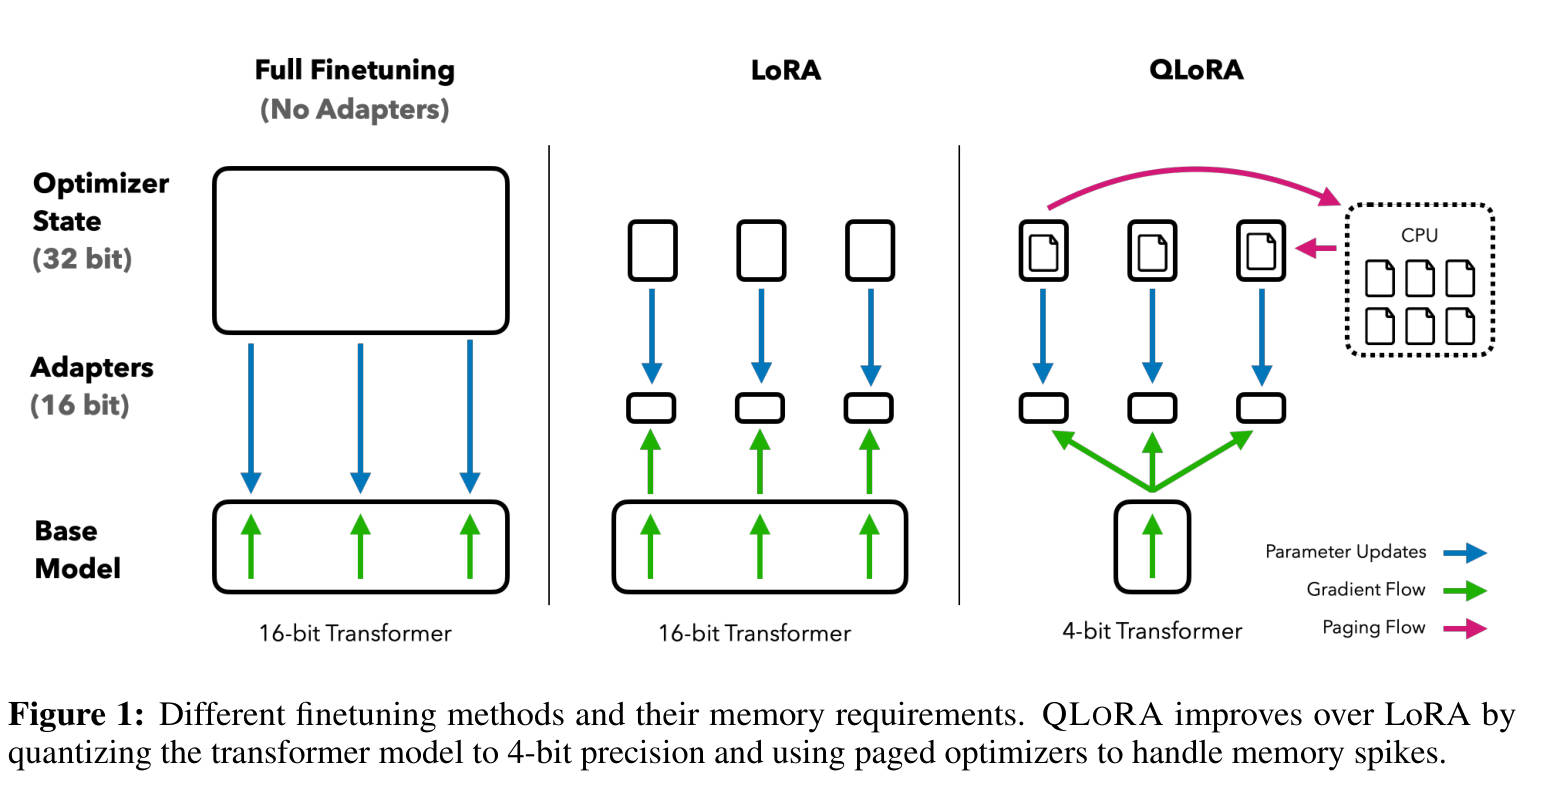 Full Finetuning
(No Adapters)
LoRA
QLoRA
Optimizer
State
(32 bit)
CPU
Adapters
(16 bit)
Base
Model
Parameter Updates
Gradient Flow
Paging Flow
16-bit Transformer
16-bit Transformer
4-bit Transformer
Figure 1: Different finetuning methods and their memory requirements. QLORA improves over LoRA by
quantizing the transformer model to 4-bit precision and using paged optimizers to handle memory spikes.